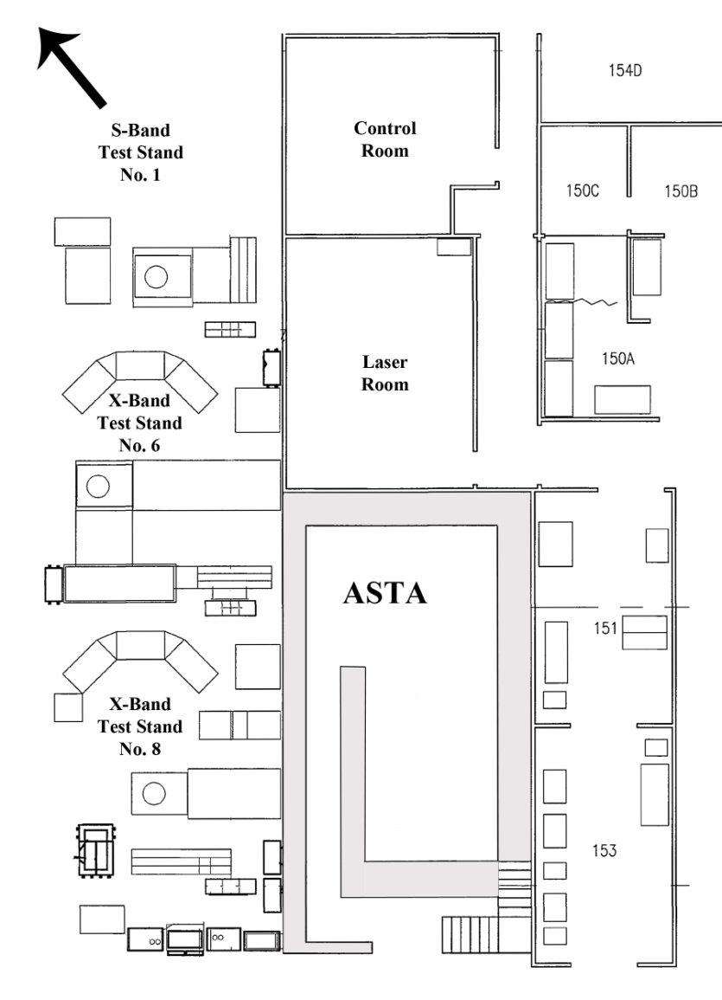 S-Band
Test Stand
No. 1
Control
Room
154D
150C
150B
Laser
Room
150A
X-Band
Test Stand
No. 6
ASTA
151
X-Band
Test Stand
No. 8
153